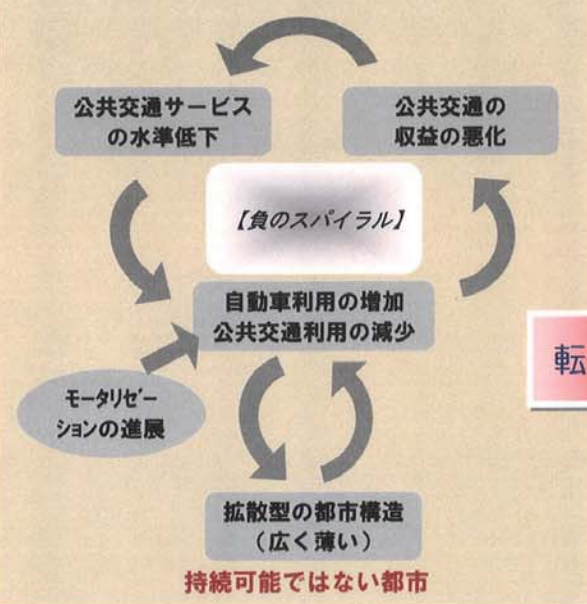 公共交通サービス
の水準低下
公共交通の
収益の悪化
【負のスパイラル】
自動車利用の増加
公共交通利用の減少
転
モータリゼー
ションの進展
拡散型の都市構造
（広く薄い）
持続可能ではない都市